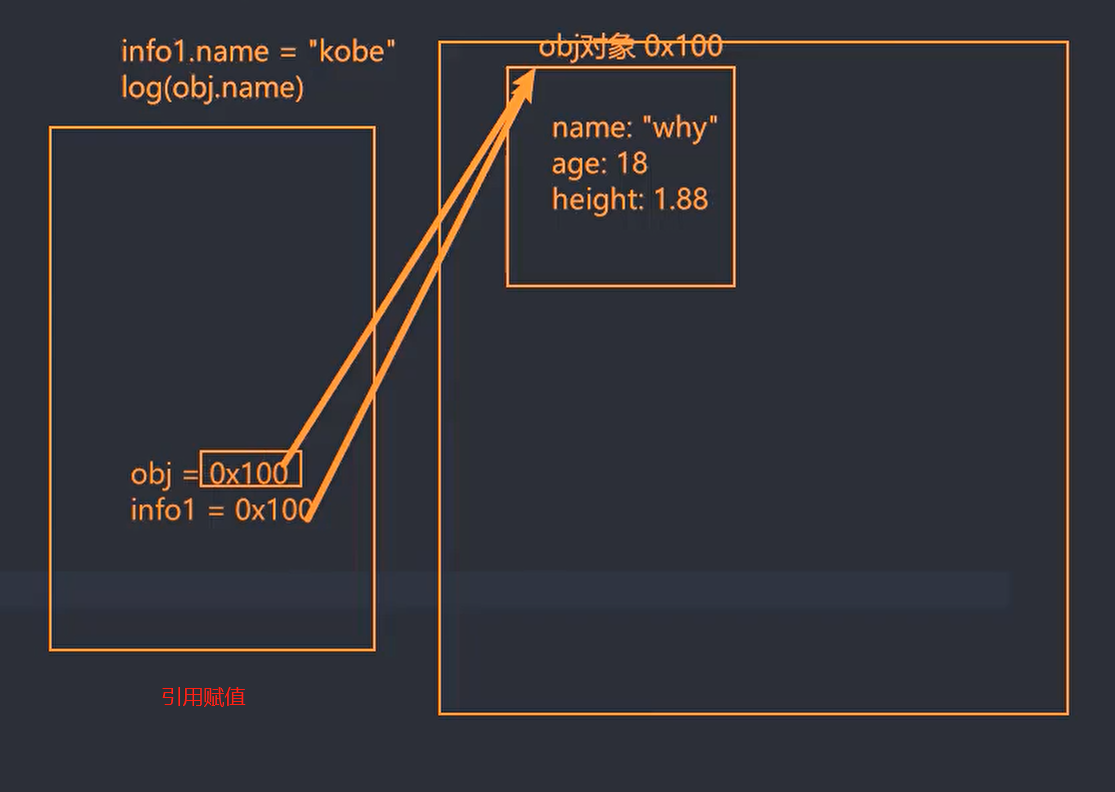 info1.name = "kobe"
log(obj.name)
obj对象 0x100
name: "why"
age: 18
height: 1.88
obj = 0x100
info1 = 0x100
引用赋值